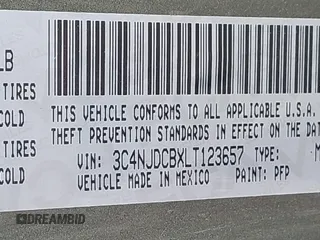 LB
TIRES
COLD
TIRES
COLD
THIS VEHICLE CONFORMS TO ALL APPLICABLE U.S.A.
THEFT PREVENTION STANDARDS IN EFFECT ON THE DAT
VIN: 3C4NJDCBXLT123657 TYPE: M
VEHICLE MADE IN MEXICO PAINT: PFP
DREAMBID